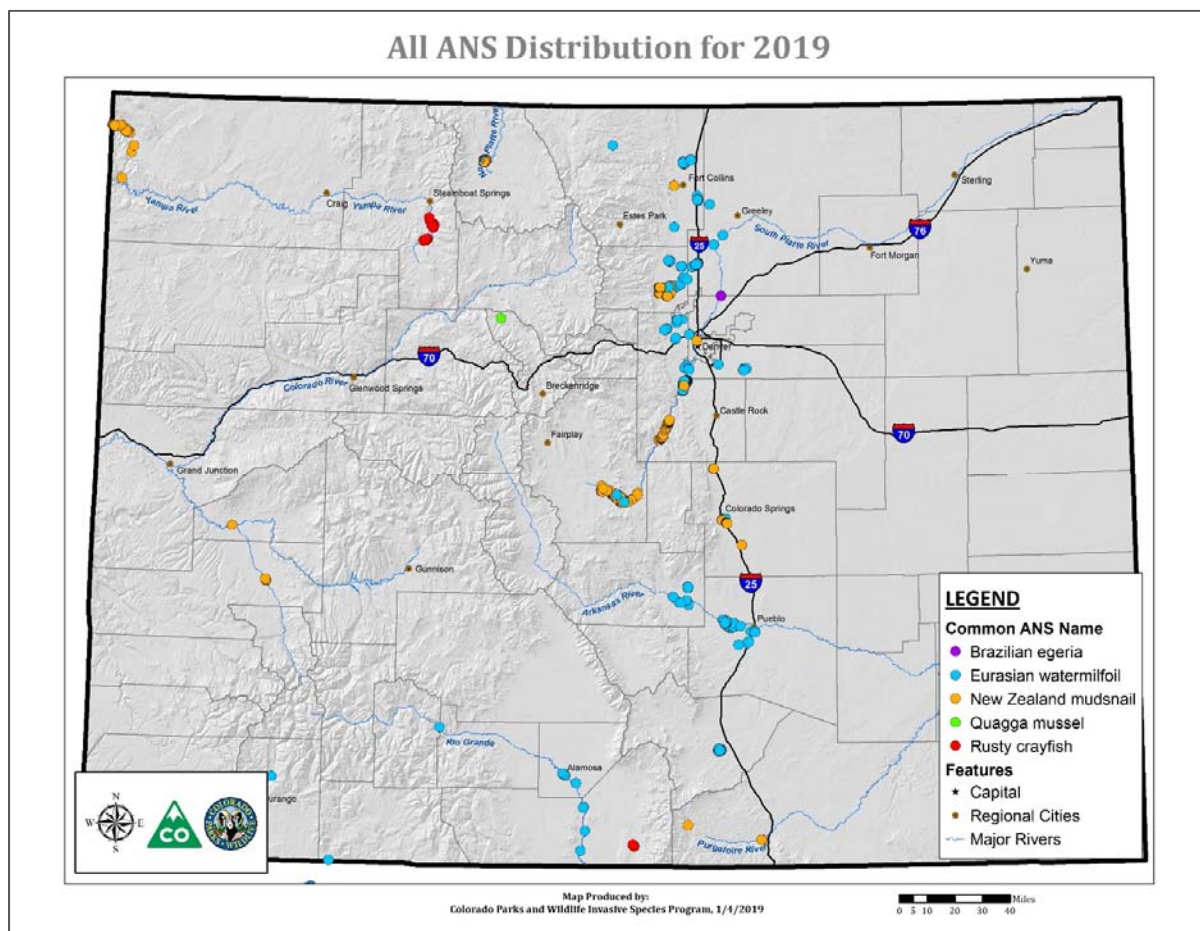 All ANS Distribution for 2019
North Platte River
Fort Collins
Sterling
Steamboat Springs
Craig
Yampa River
Yampa River
Estes Park
Greeley
South Platte River
76
25
Fort Morgan
Yuma
Denver
70
Glenwood Springs
Colorado River
Breckenridge
Castle Rock
70
Fairplay
Grand Junction
Colorado Springs
Gunnison
25
Arkansas River
Pueblo
Rio Grande
Alamosa
urango
Purgatoire River
LEGEND
Common ANS Name
Brazilian egeria
Eurasian watermilfoil
New Zealand mudsnail
Quagga mussel
Rusty crayfish
Features
Capital
Regional Cities
Major Rivers
N
W E
S
CO
COLORADO
PARKS
WILDLIFE
Map Produced by:
Colorado Parks and Wildlife Invasive Species Program, 1/4/2019
Miles
0 5 10 20 30 40